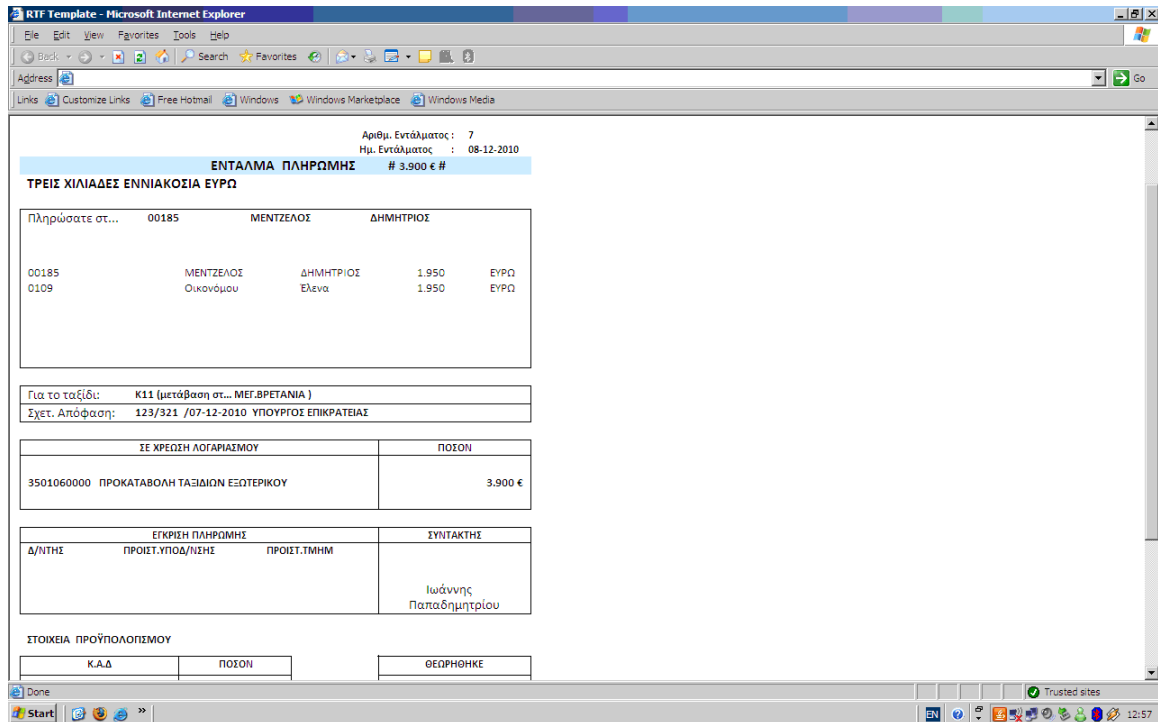 RTF Template - Microsoft Internet Explorer
File Edit View Favorites Tools Help
Back Search Favorites
Address Go
Links Customize Links Free Hotmail Windows Windows Marketplace Windows Media
Αριθμ. Εντάλματος : 7
Ημ. Εντάλματος : 08-12-2010
ΕΝΤΑΛΜΑ ΠΛΗΡΩΜΗΣ # 3.900 € #
ΤΡΕΙΣ ΧΙΛΙΑΔΕΣ ΕΝΝΙΑΚΟΣΙΑ ΕΥΡΩ
Πληρώσατε στ... 00185 ΜΕΝΤΖΕΛΟΣ ΔΗΜΗΤΡΙΟΣ
00185 ΜΕΝΤΖΕΛΟΣ ΔΗΜΗΤΡΙΟΣ 1.950 ΕΥΡΩ
0109 Οικονόμου Έλενα 1.950 ΕΥΡΩ
Για το ταξίδι: Κ11 (μετάβαση στ... ΜΕΓ.ΒΡΕΤΑΝΙΑ )
Σχετ. Απόφαση: 123/321 /07-12-2010 ΥΠΟΥΡΓΟΣ ΕΠΙΚΡΑΤΕΙΑΣ
ΣΕ ΧΡΕΩΣΗ ΛΟΓΑΡΙΑΣΜΟΥ ΠΟΣΟΝ
3501060000 ΠΡΟΚΑΤΑΒΟΛΗ ΤΑΞΙΔΙΩΝ ΕΞΩΤΕΡΙΚΟΥ 3.900 €
ΕΓΚΡΙΣΗ ΠΛΗΡΩΜΗΣ ΣΥΝΤΑΚΤΗΣ
Δ/ΝΤΗΣ ΠΡΟΙΣΤ.ΥΠΟΔ/ΝΣΗΣ ΠΡΟΙΣΤ.ΤΜΗΜ
Ιωάννης
Παπαδημητρίου
ΣΤΟΙΧΕΙΑ ΠΡΟΫΠΟΛΟΓΙΣΜΟΥ
Κ.Α.Δ ΠΟΣΟΝ ΘΕΩΡΗΘΗΚΕ
Done Trusted sites
Start EN 12:57